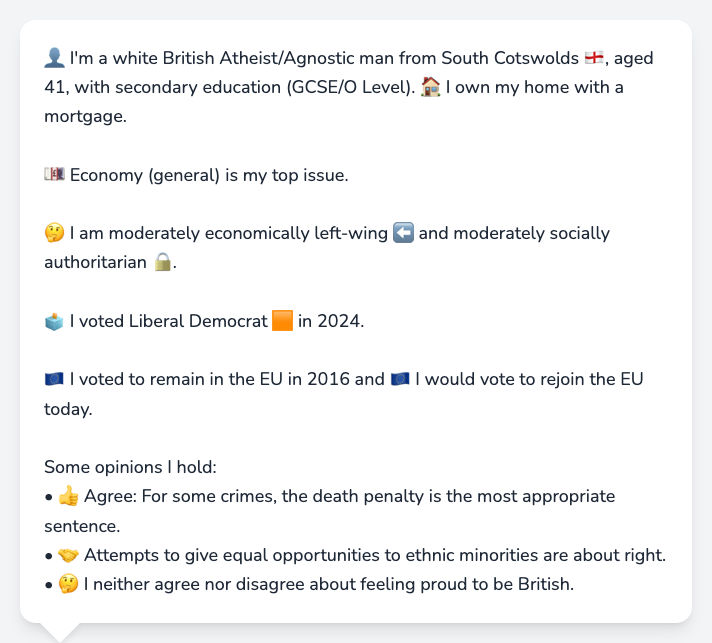 👤 I'm a white British Atheist/Agnostic man from South Cotswolds 🏴󠁧󠁢󠁥󠁮󠁧󠁿, aged
41, with secondary education (GCSE/O Level). 🏠 I own my home with a
mortgage.
💷 Economy (general) is my top issue.
🤔 I am moderately economically left-wing ⬅️ and moderately socially
authoritarian 🔒.
🗳️ I voted Liberal Democrat 🟧 in 2024.
🇪🇺 I voted to remain in the EU in 2016 and 🇪🇺 I would vote to rejoin the EU
today.
Some opinions I hold:
• 👍 Agree: For some crimes, the death penalty is the most appropriate
sentence.
• 🤝 Attempts to give equal opportunities to ethnic minorities are about right.
• 🤔 I neither agree nor disagree about feeling proud to be British.